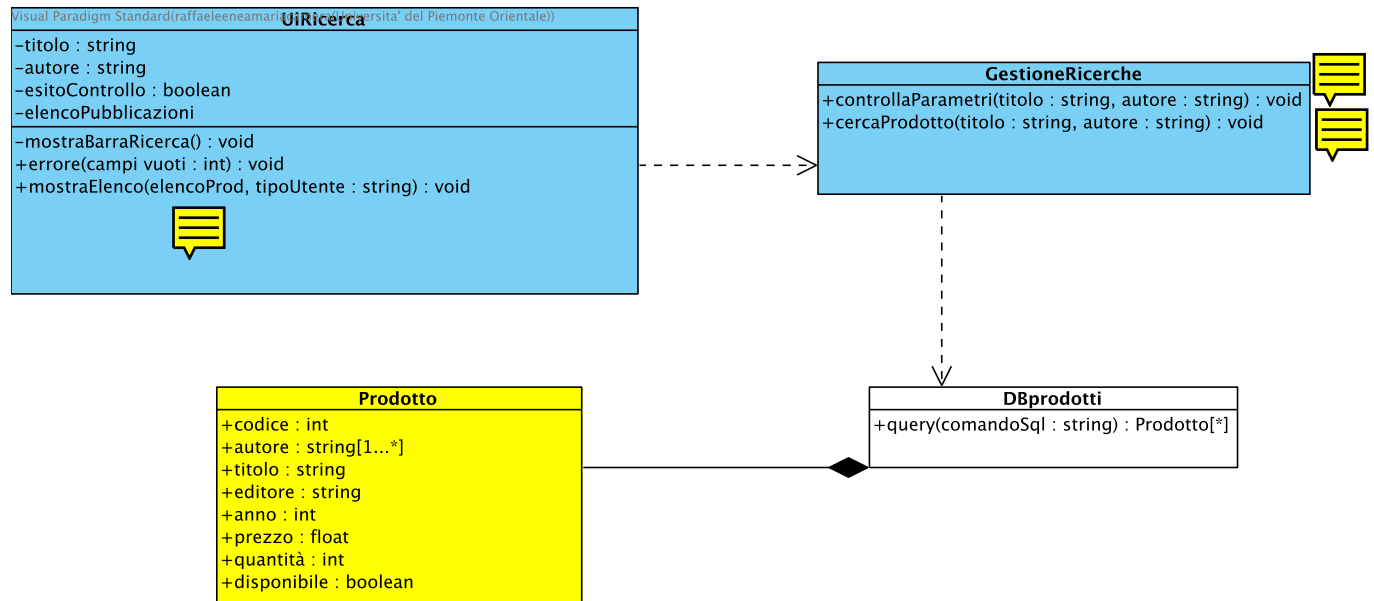 Visual Paradigm Standard(raffaeleeneamaria (Universita' del Piemonte Orientale))
UiRicerca
-titolo : string
-autore : string
-esitoControllo : boolean
-elencoPubblicazioni
-mostraBarraRicerca() : void
+errore(campi vuoti : int) : void
+mostraElenco(elencoProd, tipoUtente : string) : void
GestioneRicerche
+controllaParametri(titolo : string, autore : string) : void
+cercaProdotto(titolo : string, autore : string) : void
Prodotto
+codice : int
+autore : string[1...*]
+titolo : string
+editore : string
+anno : int
+prezzo : float
+quantità : int
+disponibile : boolean
DBprodotti
+query(comandoSql : string) : Prodotto[*]